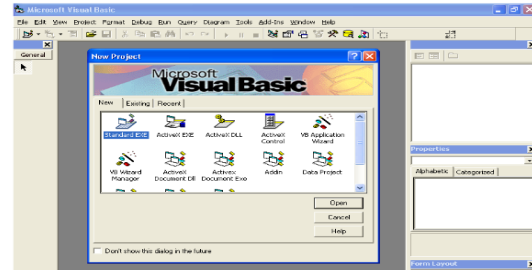 Microsoft Visual Basic
File Edit View Project Format Debug Run Query Diagram Tools Add-Ins Window Help
General
New Project
Microsoft
Visual Basic
New Existing Recent
Standard EXE ActiveX EXE ActiveX DLL ActiveX Control VB Application Wizard
VB Wizard Manager ActiveX Document Dll Activex Document Exe Addin Data Project
Open
Cancel
Help
Don't show this dialog in the future
Properties
Alphabetic Categorized
Form Layout